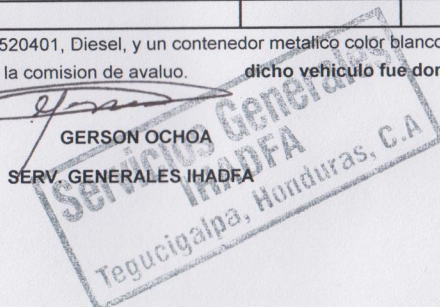 520401, Diesel, y un contenedor metalico color blanco
la comision de avaluo. dicho vehiculo fue don
GERSON OCHOA
SERV. GENERALES IHADFA
Servicios Generales
IHADFA
Tegucigalpa, Honduras, C.A